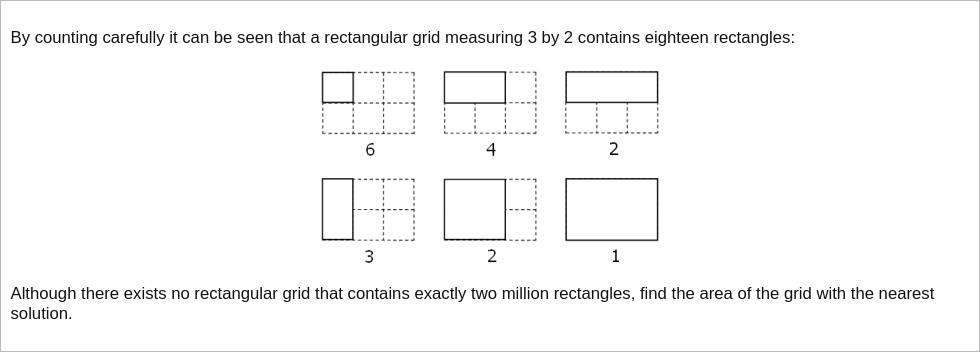 By counting carefully it can be seen that a rectangular grid measuring 3 by 2 contains eighteen rectangles:
6 4 2
3 2 1
Although there exists no rectangular grid that contains exactly two million rectangles, find the area of the grid with the nearest
solution.